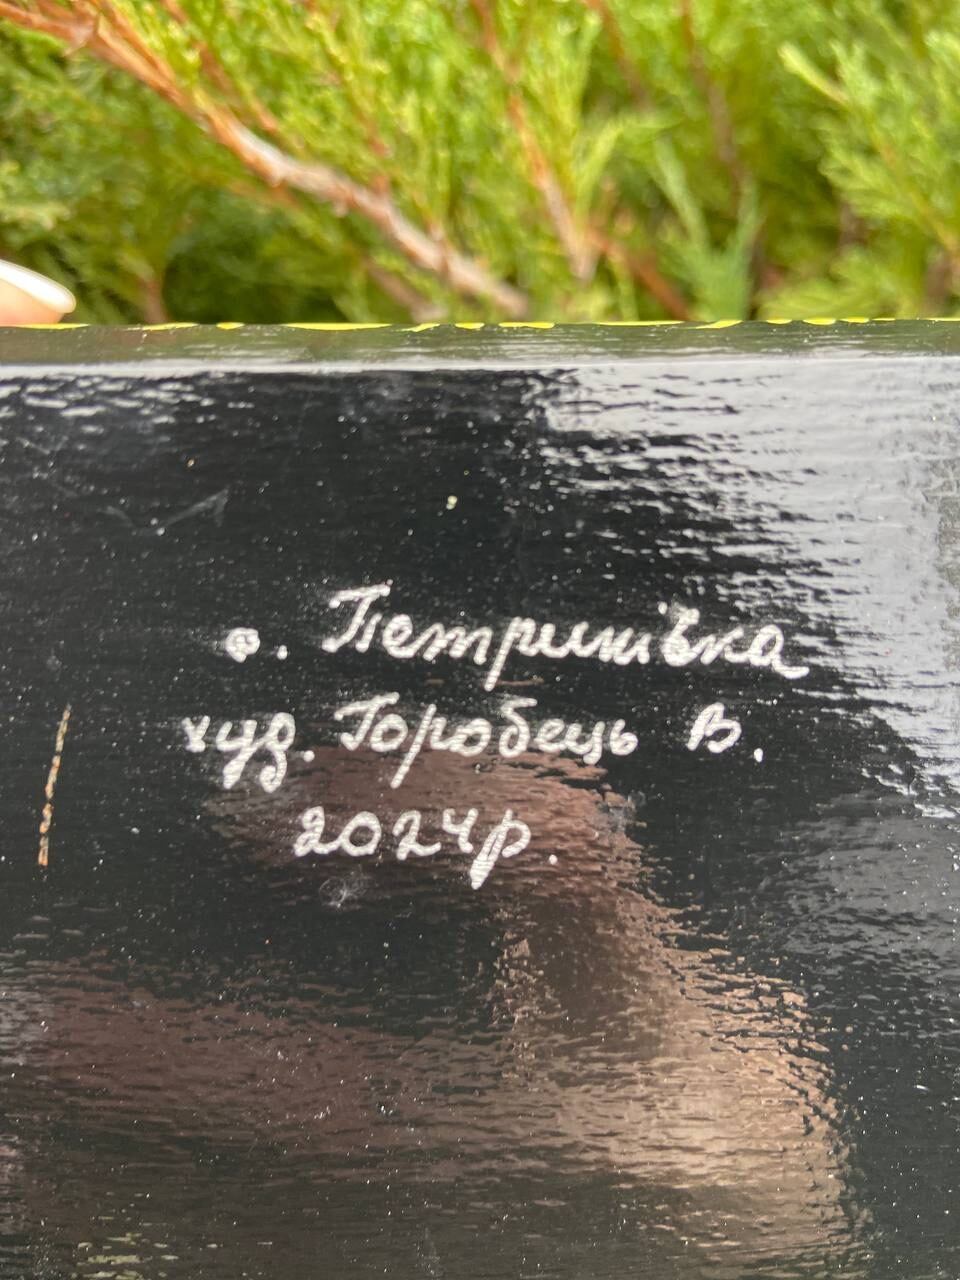 с. Петриківка
худ. Горобець В.
2024р.